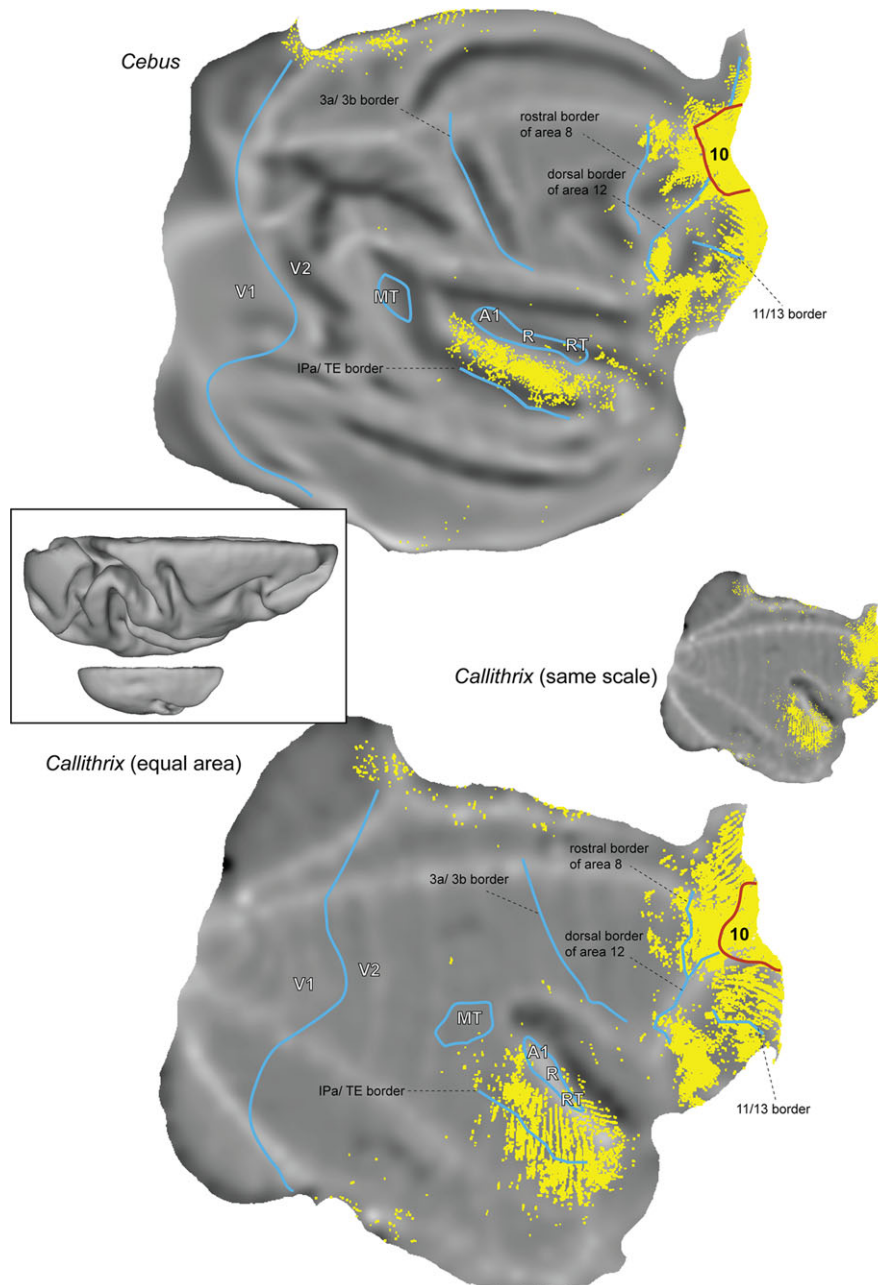 Cebus
3a/ 3b border
rostral border
of area 8
10
dorsal border
of area 12
V2
V1
MT
A1
R
RT
11/13 border
IPa/ TE border
Callithrix (same scale)
Callithrix (equal area)
rostral border
of area 8
3a/ 3b border
10
dorsal border
of area 12
V1
V2
MT
A1
R
IPa/ TE border
RT
11/13 border